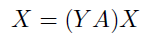 X = (YA)X